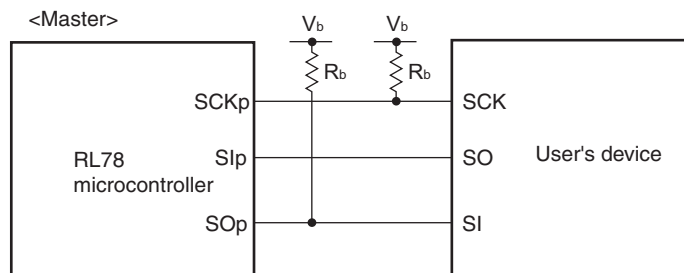 <Master>
Vb Vb
Rb Rb
SCKp SCK
RL78
microcontroller
SIp SO
User's device
SOp SI